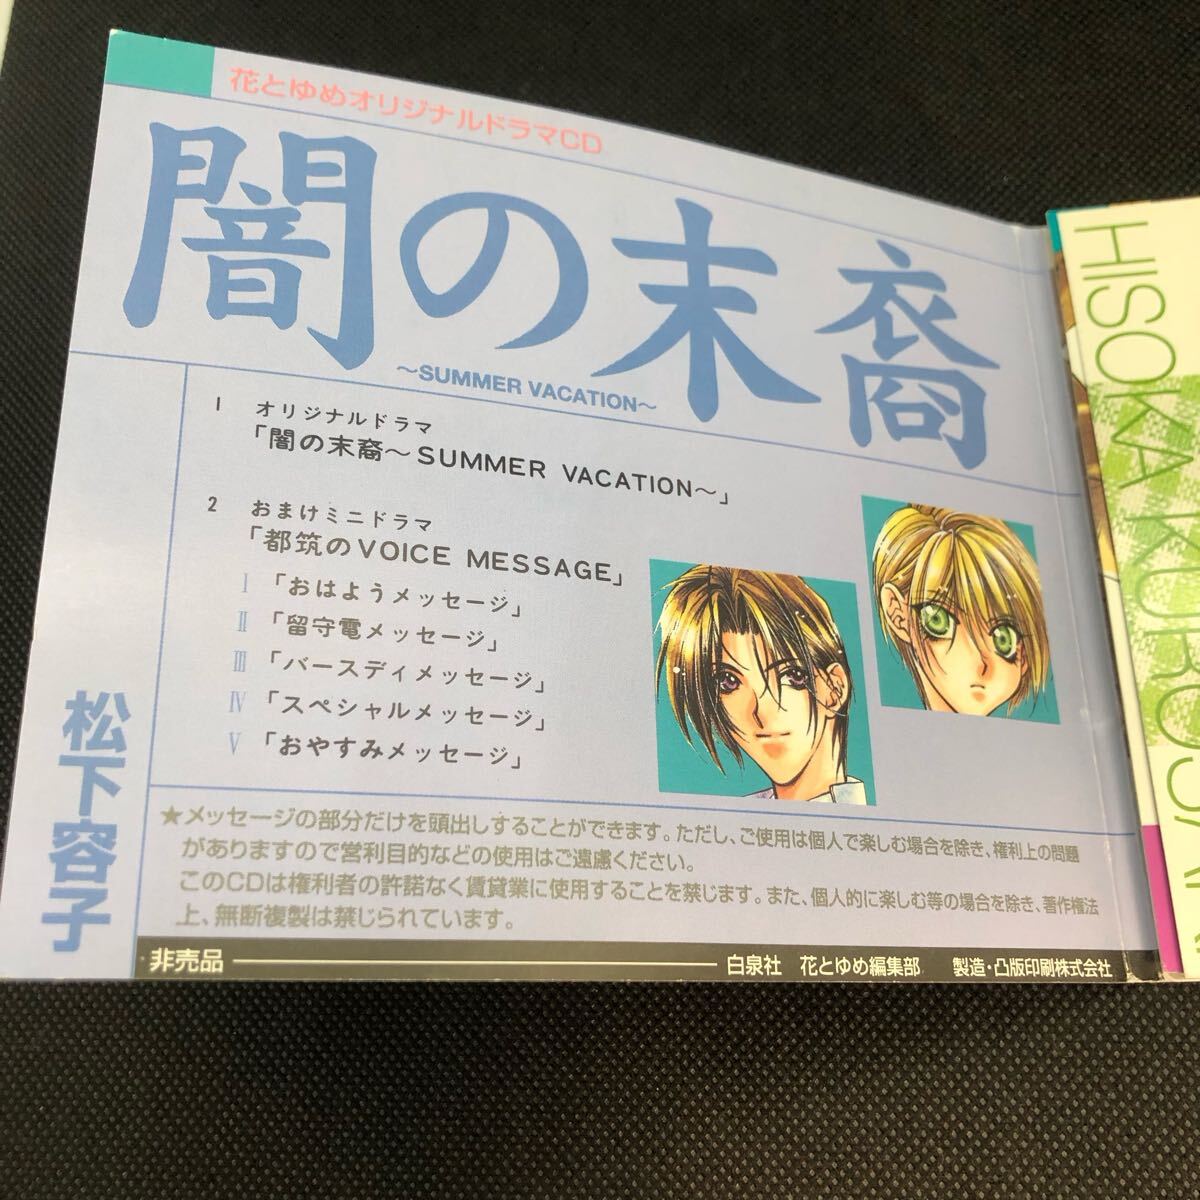 花とゆめオリジナルドラマCD
闇の末裔
～SUMMER VACATION～
1 オリジナルドラマ
「闇の末裔～SUMMER VACATION～」
2 おまけミニドラマ
「都筑のVOICE MESSAGE」
I 「おはようメッセージ」
II 「留守電メッセージ」
III 「バースディメッセージ」
IV 「スペシャルメッセージ」
V 「おやすみメッセージ」
松下容子
★メッセージの部分だけを頭出しすることができます。ただし、ご使用は個人で楽しむ場合を除き、権利上の問題
がありますので営利目的などの使用はご遠慮ください。
このCDは権利者の許諾なく賃貸業に使用することを禁じます。また、個人的に楽しむ等の場合を除き、著作権法
上、無断複製は禁じられています。
非売品 白泉社 花とゆめ編集部 製造・凸版印刷株式会社
HISOKA